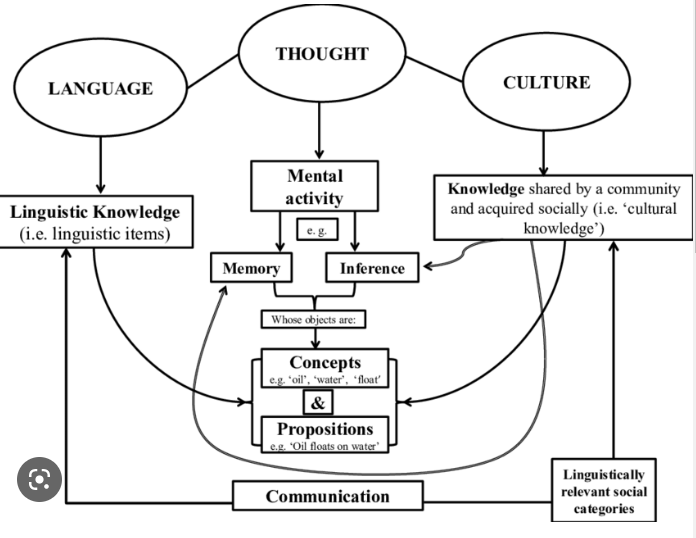 THOUGHT
LANGUAGE
CULTURE
Mental
activity
Knowledge shared by a community
and acquired socially (i.e. ‘cultural
knowledge’)
Linguistic Knowledge
(i.e. linguistic items)
e. g.
Memory
Inference
Whose objects are:
Concepts
e.g. ‘oil’, ‘water’, ‘float’
&
Propositions
e.g. ‘Oil floats on water’
Communication
Linguistically
relevant social
categories